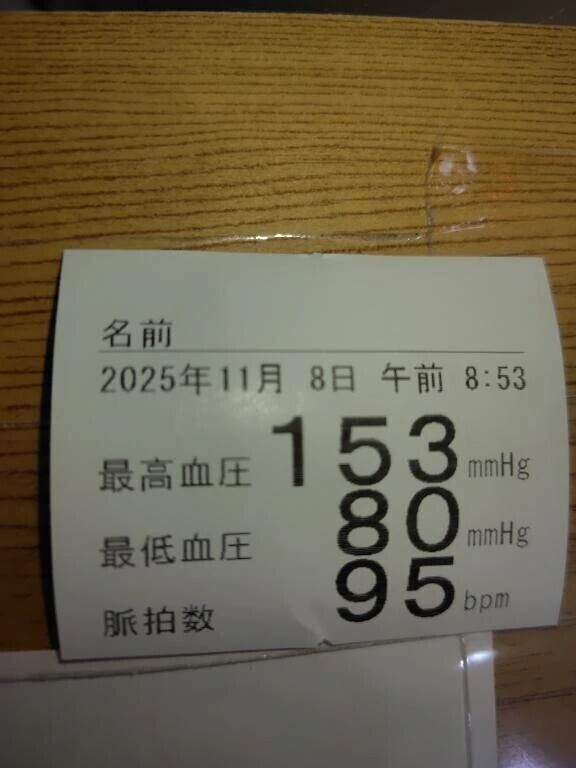 名前
2025年11月 8日 午前 8:53
最高血圧 153 mmHg
最低血圧 80 mmHg
脈拍数 95 bpm